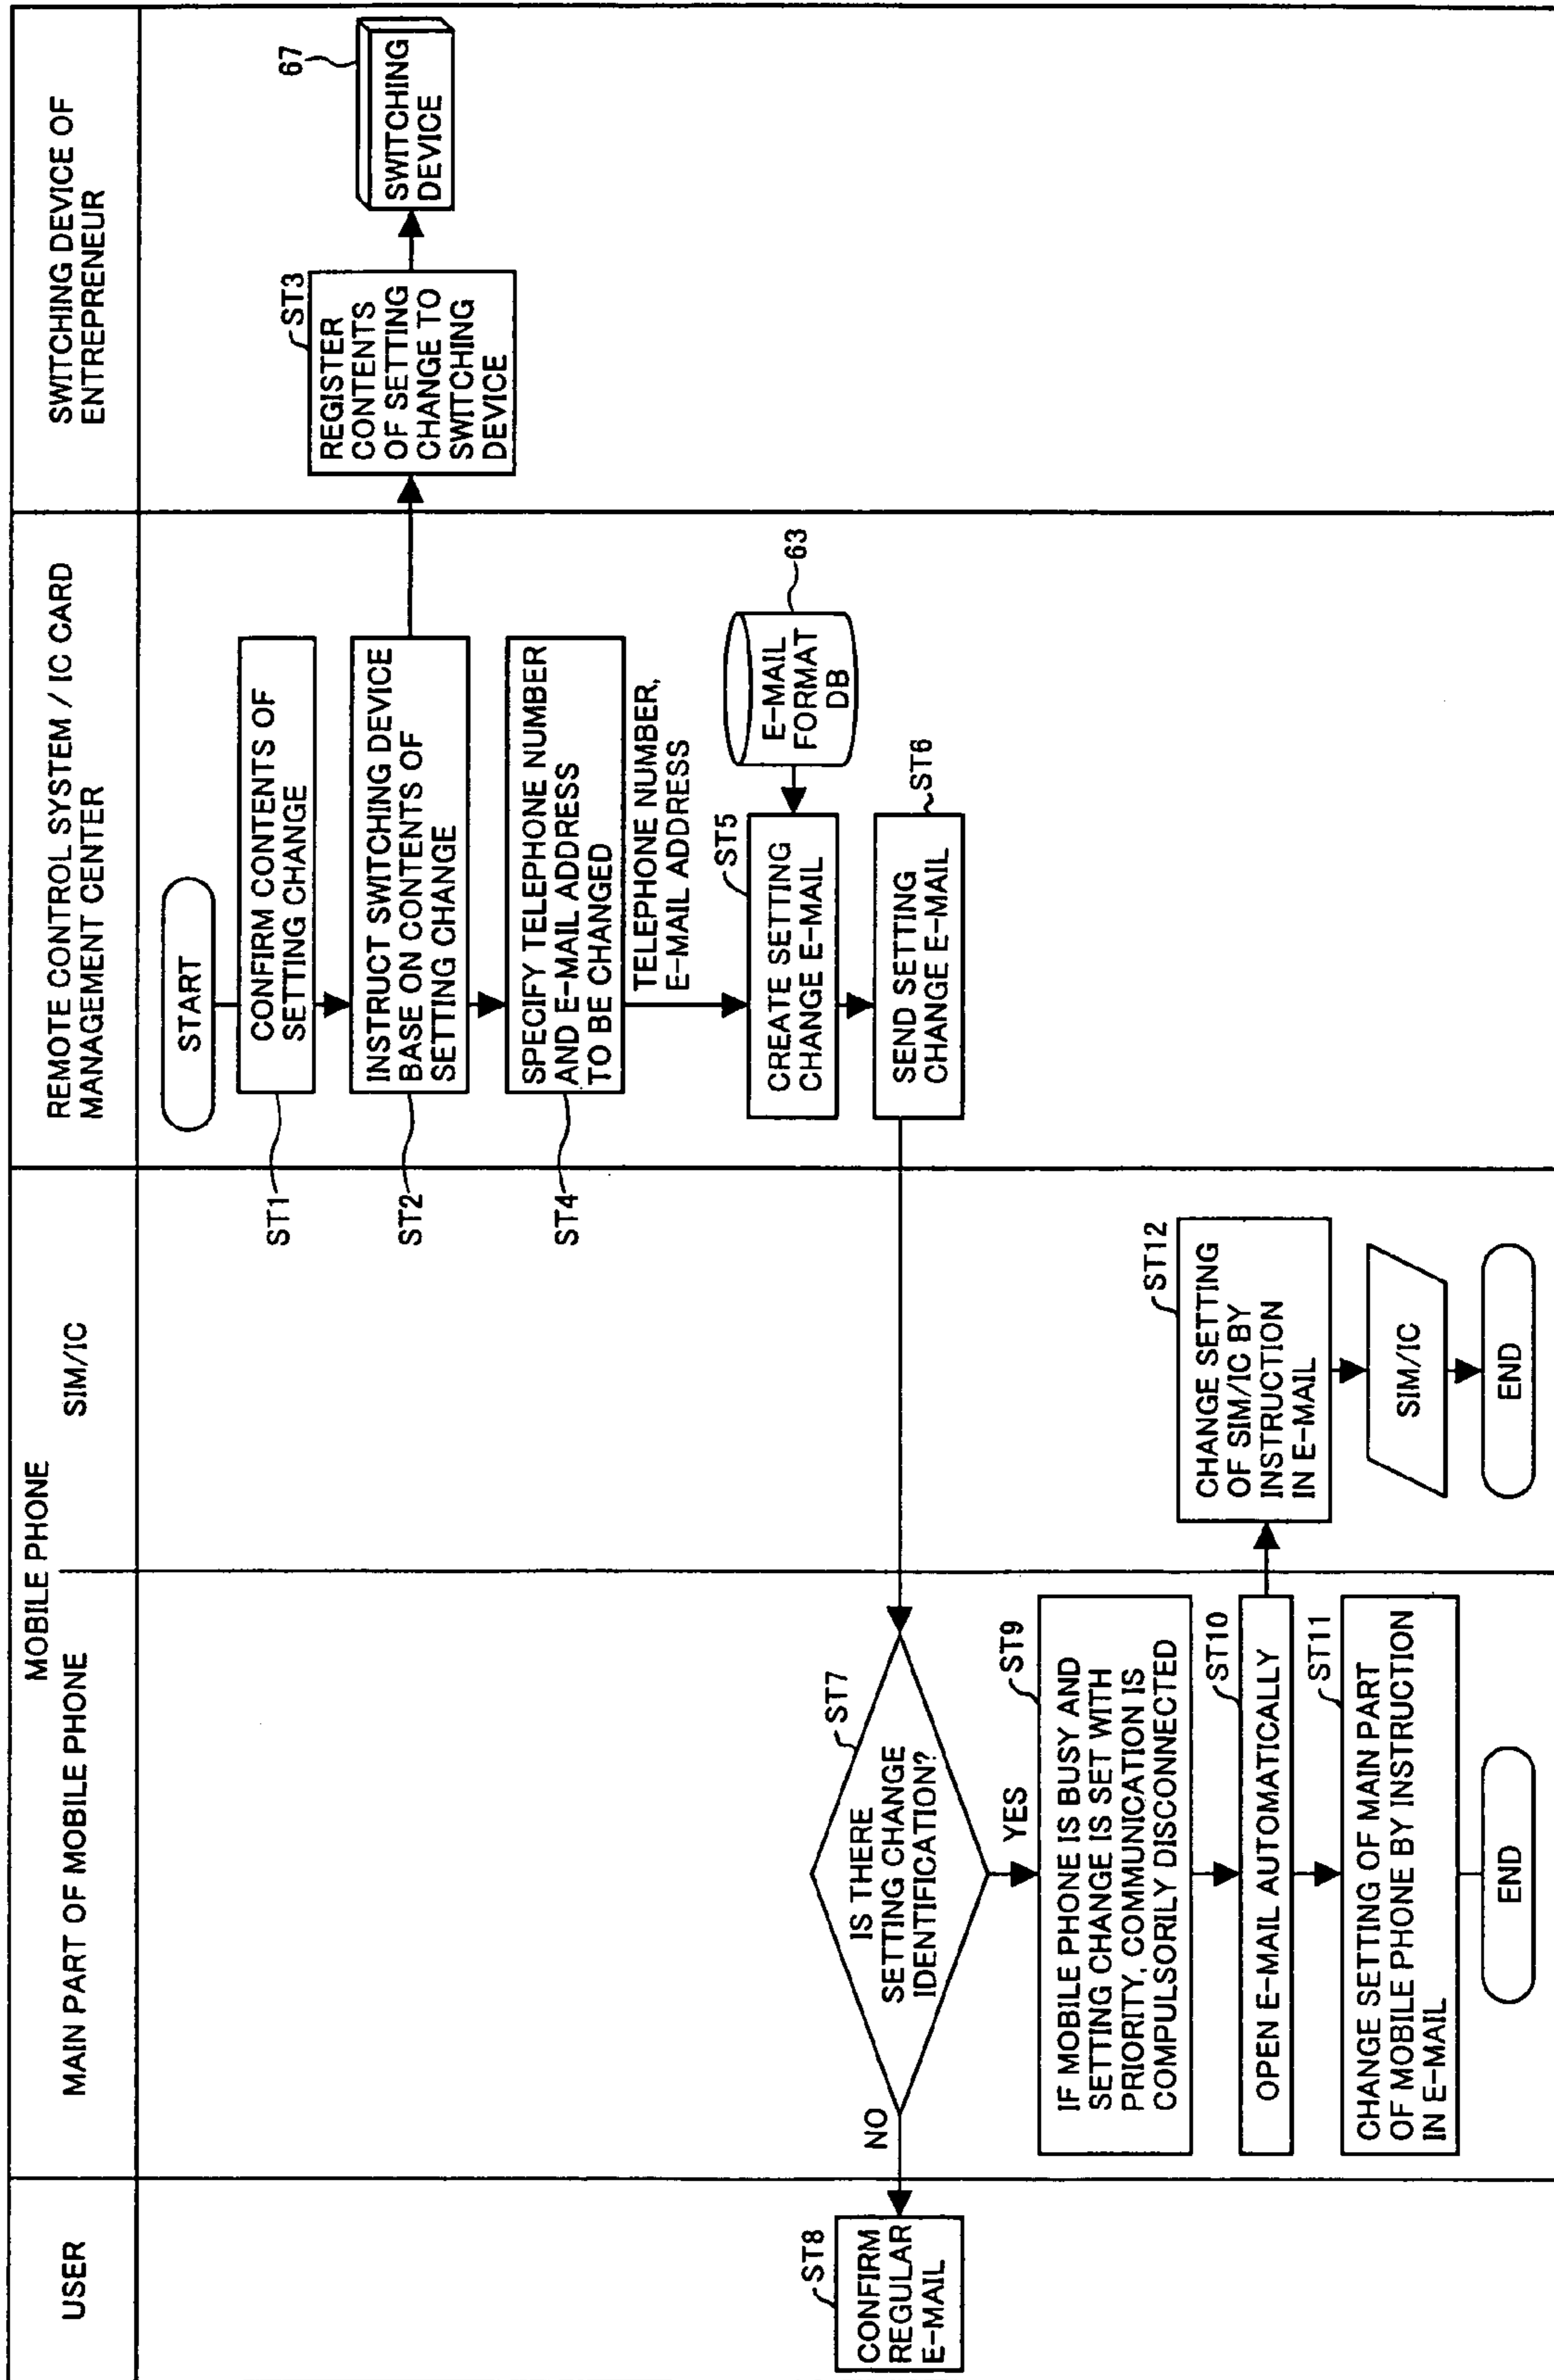 USER
MOBILE PHONE
MAIN PART OF MOBILE PHONE
SIM/IC
REMOTE CONTROL SYSTEM / IC CARD
MANAGEMENT CENTER
SWITCHING DEVICE OF
ENTREPRENEUR
START
ST1
CONFIRM CONTENTS OF
SETTING CHANGE
ST2
INSTRUCT SWITCHING DEVICE
BASE ON CONTENTS OF
SETTING CHANGE
ST3
REGISTER
CONTENTS
OF SETTING
CHANGE TO
SWITCHING
DEVICE
67
SWITCHING
DEVICE
ST4
SPECIFY TELEPHONE NUMBER
AND E-MAIL ADDRESS
TO BE CHANGED
TELEPHONE NUMBER,
E-MAIL ADDRESS
ST5
CREATE SETTING
CHANGE E-MAIL
63
E-MAIL
FORMAT
DB
ST6
SEND SETTING
CHANGE E-MAIL
ST7
IS THERE
SETTING CHANGE
IDENTIFICATION?
NO
YES
ST8
CONFIRM
REGULAR
E-MAIL
ST9
IF MOBILE PHONE IS BUSY AND
SETTING CHANGE IS SET WITH
PRIORITY, COMMUNICATION IS
COMPULSORILY DISCONNECTED
ST10
OPEN E-MAIL AUTOMATICALLY
ST11
CHANGE SETTING OF MAIN PART
OF MOBILE PHONE BY INSTRUCTION
IN E-MAIL
END
ST12
CHANGE SETTING
OF SIM/IC BY
INSTRUCTION
IN E-MAIL
SIM/IC
END